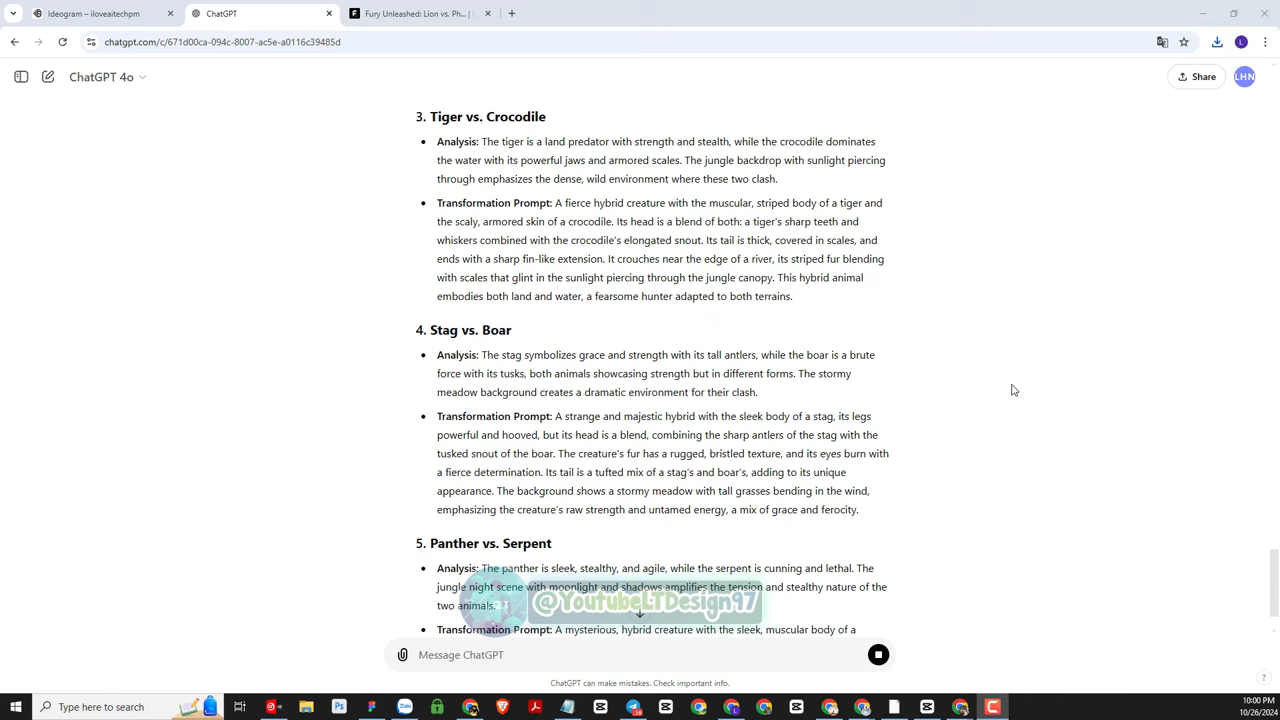 Ideogram - iloveaitechpm
ChatGPT
Fury Unleashed: Lion vs. Ph... | U
chatgpt.com/c/671d00ca-094c-8007-ac5e-a0116c39485d
ChatGPT 4o
Share
LHN
3. Tiger vs. Crocodile
Analysis: The tiger is a land predator with strength and stealth, while the crocodile dominates
the water with its powerful jaws and armored scales. The jungle backdrop with sunlight piercing
through emphasizes the dense, wild environment where these two clash.
Transformation Prompt: A fierce hybrid creature with the muscular, striped body of a tiger and
the scaly, armored skin of a crocodile. Its head is a blend of both: a tiger's sharp teeth and
whiskers combined with the crocodile's elongated snout. Its tail is thick, covered in scales, and
ends with a sharp fin-like extension. It crouches near the edge of a river, its striped fur blending
with scales that glint in the sunlight piercing through the jungle canopy. This hybrid animal
embodies both land and water, a fearsome hunter adapted to both terrains.
4. Stag vs. Boar
Analysis: The stag symbolizes grace and strength with its tall antlers, while the boar is a brute
force with its tusks, both animals showcasing strength but in different forms. The stormy
meadow background creates a dramatic environment for their clash.
Transformation Prompt: A strange and majestic hybrid with the sleek body of a stag, its legs
powerful and hooved, but its head is a blend, combining the sharp antlers of the stag with the
tusked snout of the boar. The creature's fur has a rugged, bristled texture, and its eyes burn with
a fierce determination. Its tail is a tufted mix of a stag's and boar's, adding to its unique
appearance. The background shows a stormy meadow with tall grasses bending in the wind,
emphasizing the creature's raw strength and untamed energy, a mix of grace and ferocity.
5. Panther vs. Serpent
Analysis: The panther is sleek, stealthy, and agile, while the serpent is cunning and lethal. The
jungle night scene with moonlight and shadows amplifies the tension and stealthy nature of the
two animals.
@YoutubeLTDesign97
Transformation Prompt: A mysterious, hybrid creature with the sleek, muscular body of a
Message ChatGPT
ChatGPT can make mistakes. Check important info.
?
Type here to search
10:00 PM
10/26/2024